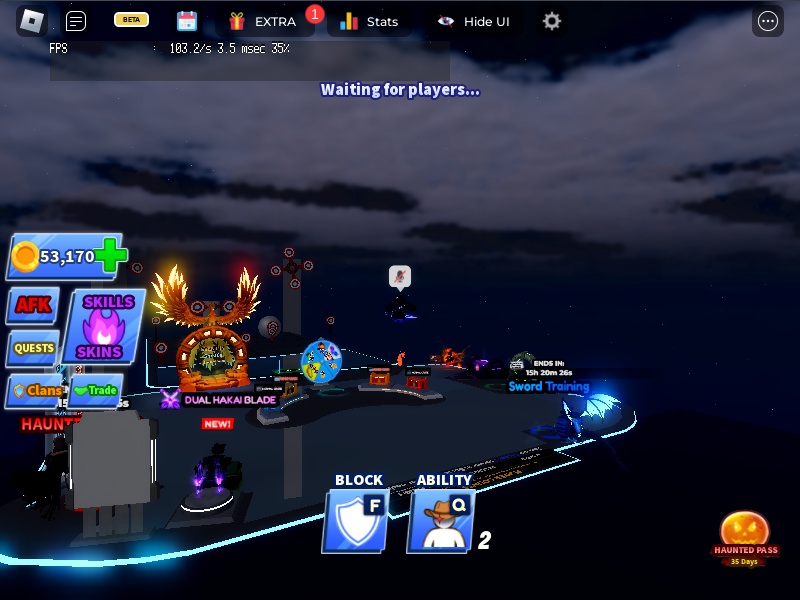 BETA
EXTRA
1
Stats
Hide UI
FPS : 103.2/s 3.5 msec 35%
Waiting for players...
53,170
AFK
SKILLS
SKINS
QUESTS
Clans
Trade
HAUNT
ENDS IN:
15h 20m 26s
Sword Training
DUAL HAKAI BLADE
NEW!
BLOCK
F
ABILITY
Q
2
HAUNTED PASS
35 Days